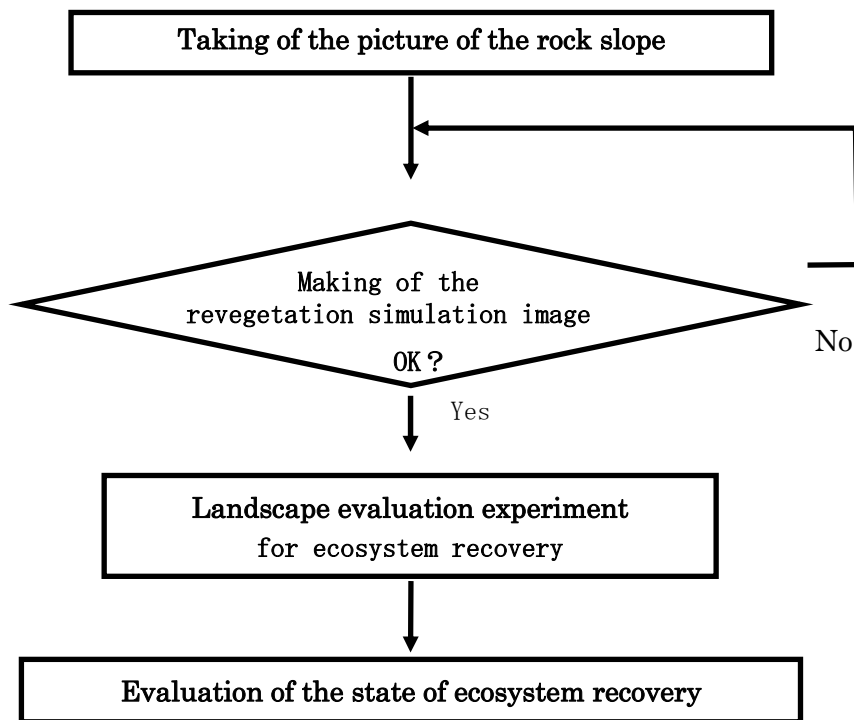 Taking of the picture of the rock slope
Making of the
revegetation simulation image
OK？
No
Yes
Landscape evaluation experiment
for ecosystem recovery
Evaluation of the state of ecosystem recovery